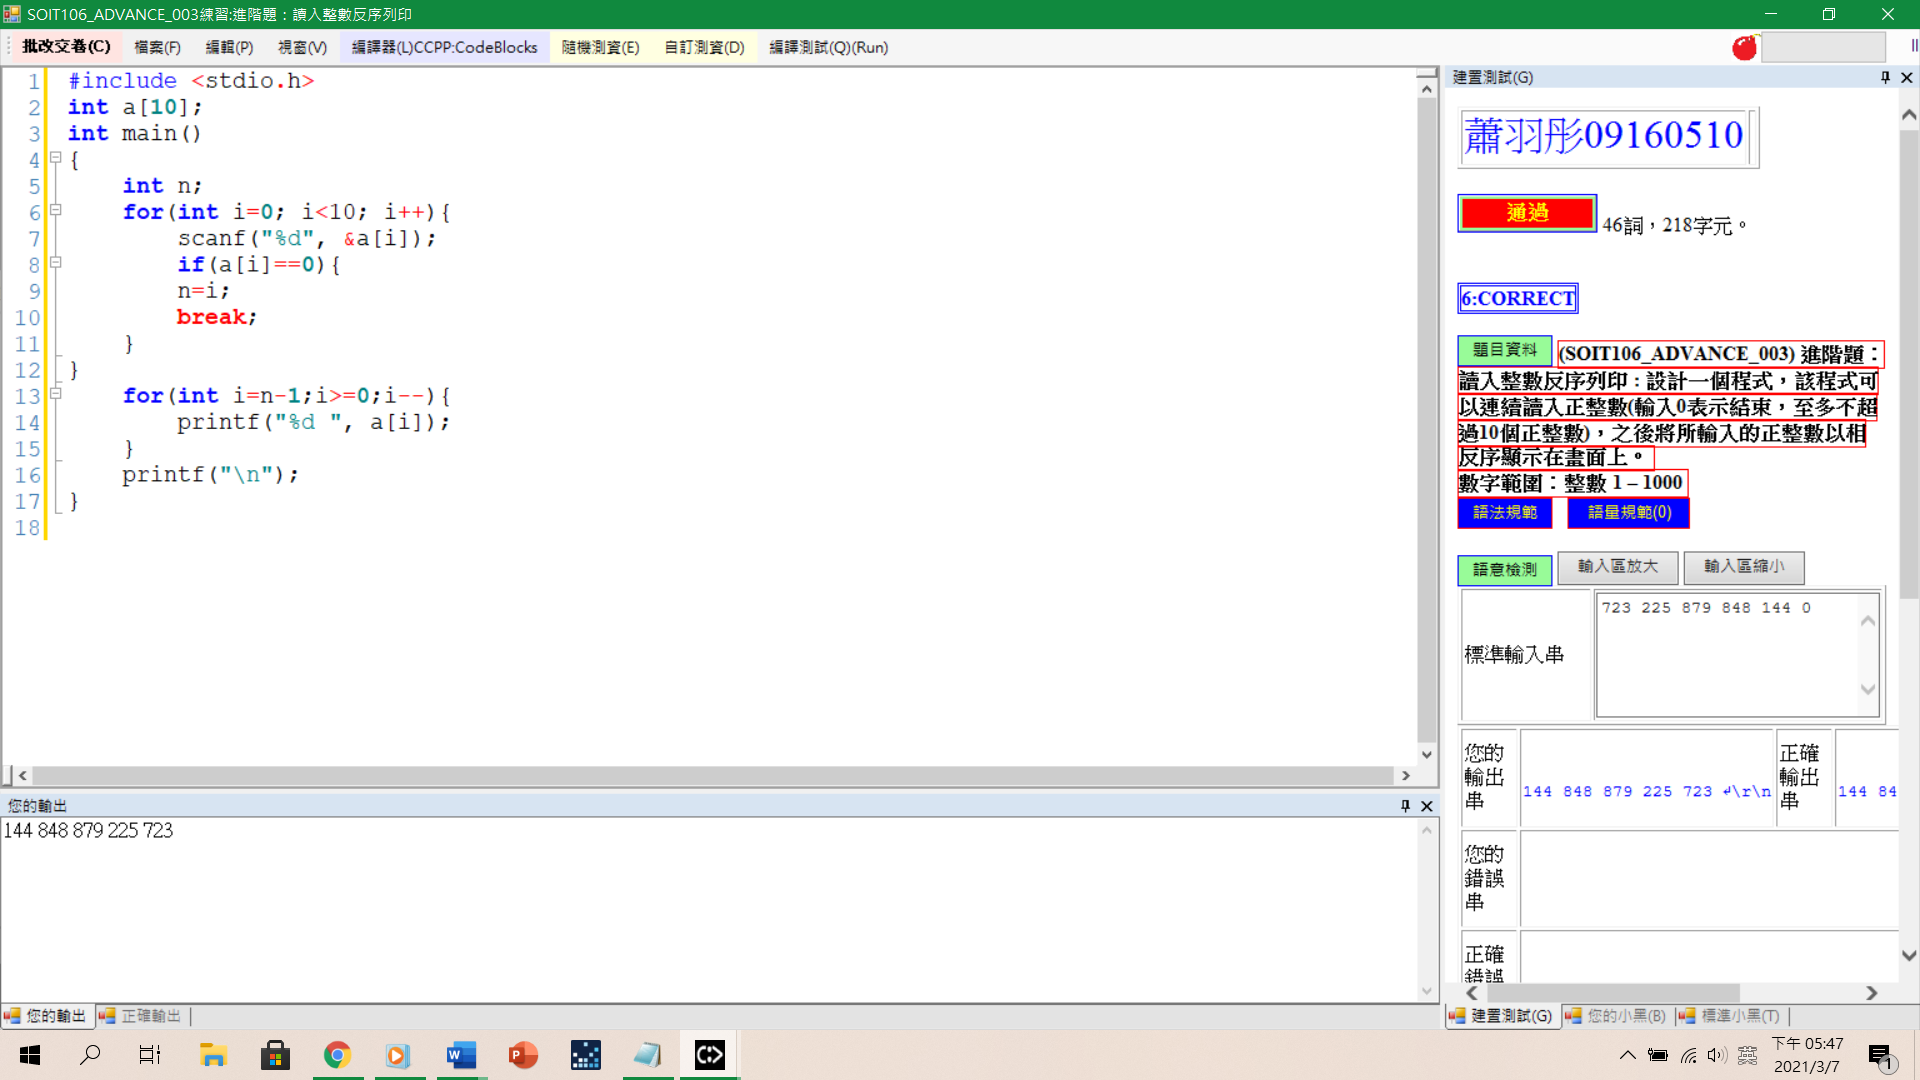 SOIT106_ADVANCE_003練習:進階題：讀入整數反序列印
批改交卷(C) 檔案(F) 編輯(P) 視窗(V) 編譯器(L)CCPP:CodeBlocks 隨機測資(E) 自訂測資(D) 編譯測試(Q)(Run)
1 #include <stdio.h>
2 int a[10];
3 int main()
4 {
5 int n;
6 for(int i=0; i<10; i++){
7 scanf("%d", &a[i]);
8 if(a[i]==0){
9 n=i;
10 break;
11 }
12 }
13 for(int i=n-1;i>=0;i--){
14 printf("%d ", a[i]);
15 }
16 printf("\n");
17 }
18
您的輸出
144 848 879 225 723
您的輸出 正確輸出
建置測試(G)
蕭羽彤09160510
通過 46詞，218字元。
6:CORRECT
題目資料 (SOIT106_ADVANCE_003) 進階題：
讀入整數反序列印：設計一個程式，該程式可
以連續讀入正整數(輸入0表示結束，至多不超
過10個正整數)，之後將所輸入的正整數以相
反序顯示在畫面上。
數字範圍：整數 1 – 1000
語法規範 語量規範(0)
語意檢測 輸入區放大 輸入區縮小
標準輸入串 723 225 879 848 144 0
您的
輸出
串
144 848 879 225 723 ↲\r\n
正確
輸出
串
144 84
您的
錯誤
串
正確
錯誤
建置測試(G) 您的小黑(B) 標準小黑(T)
英
下午 05:47
2021/3/7
1